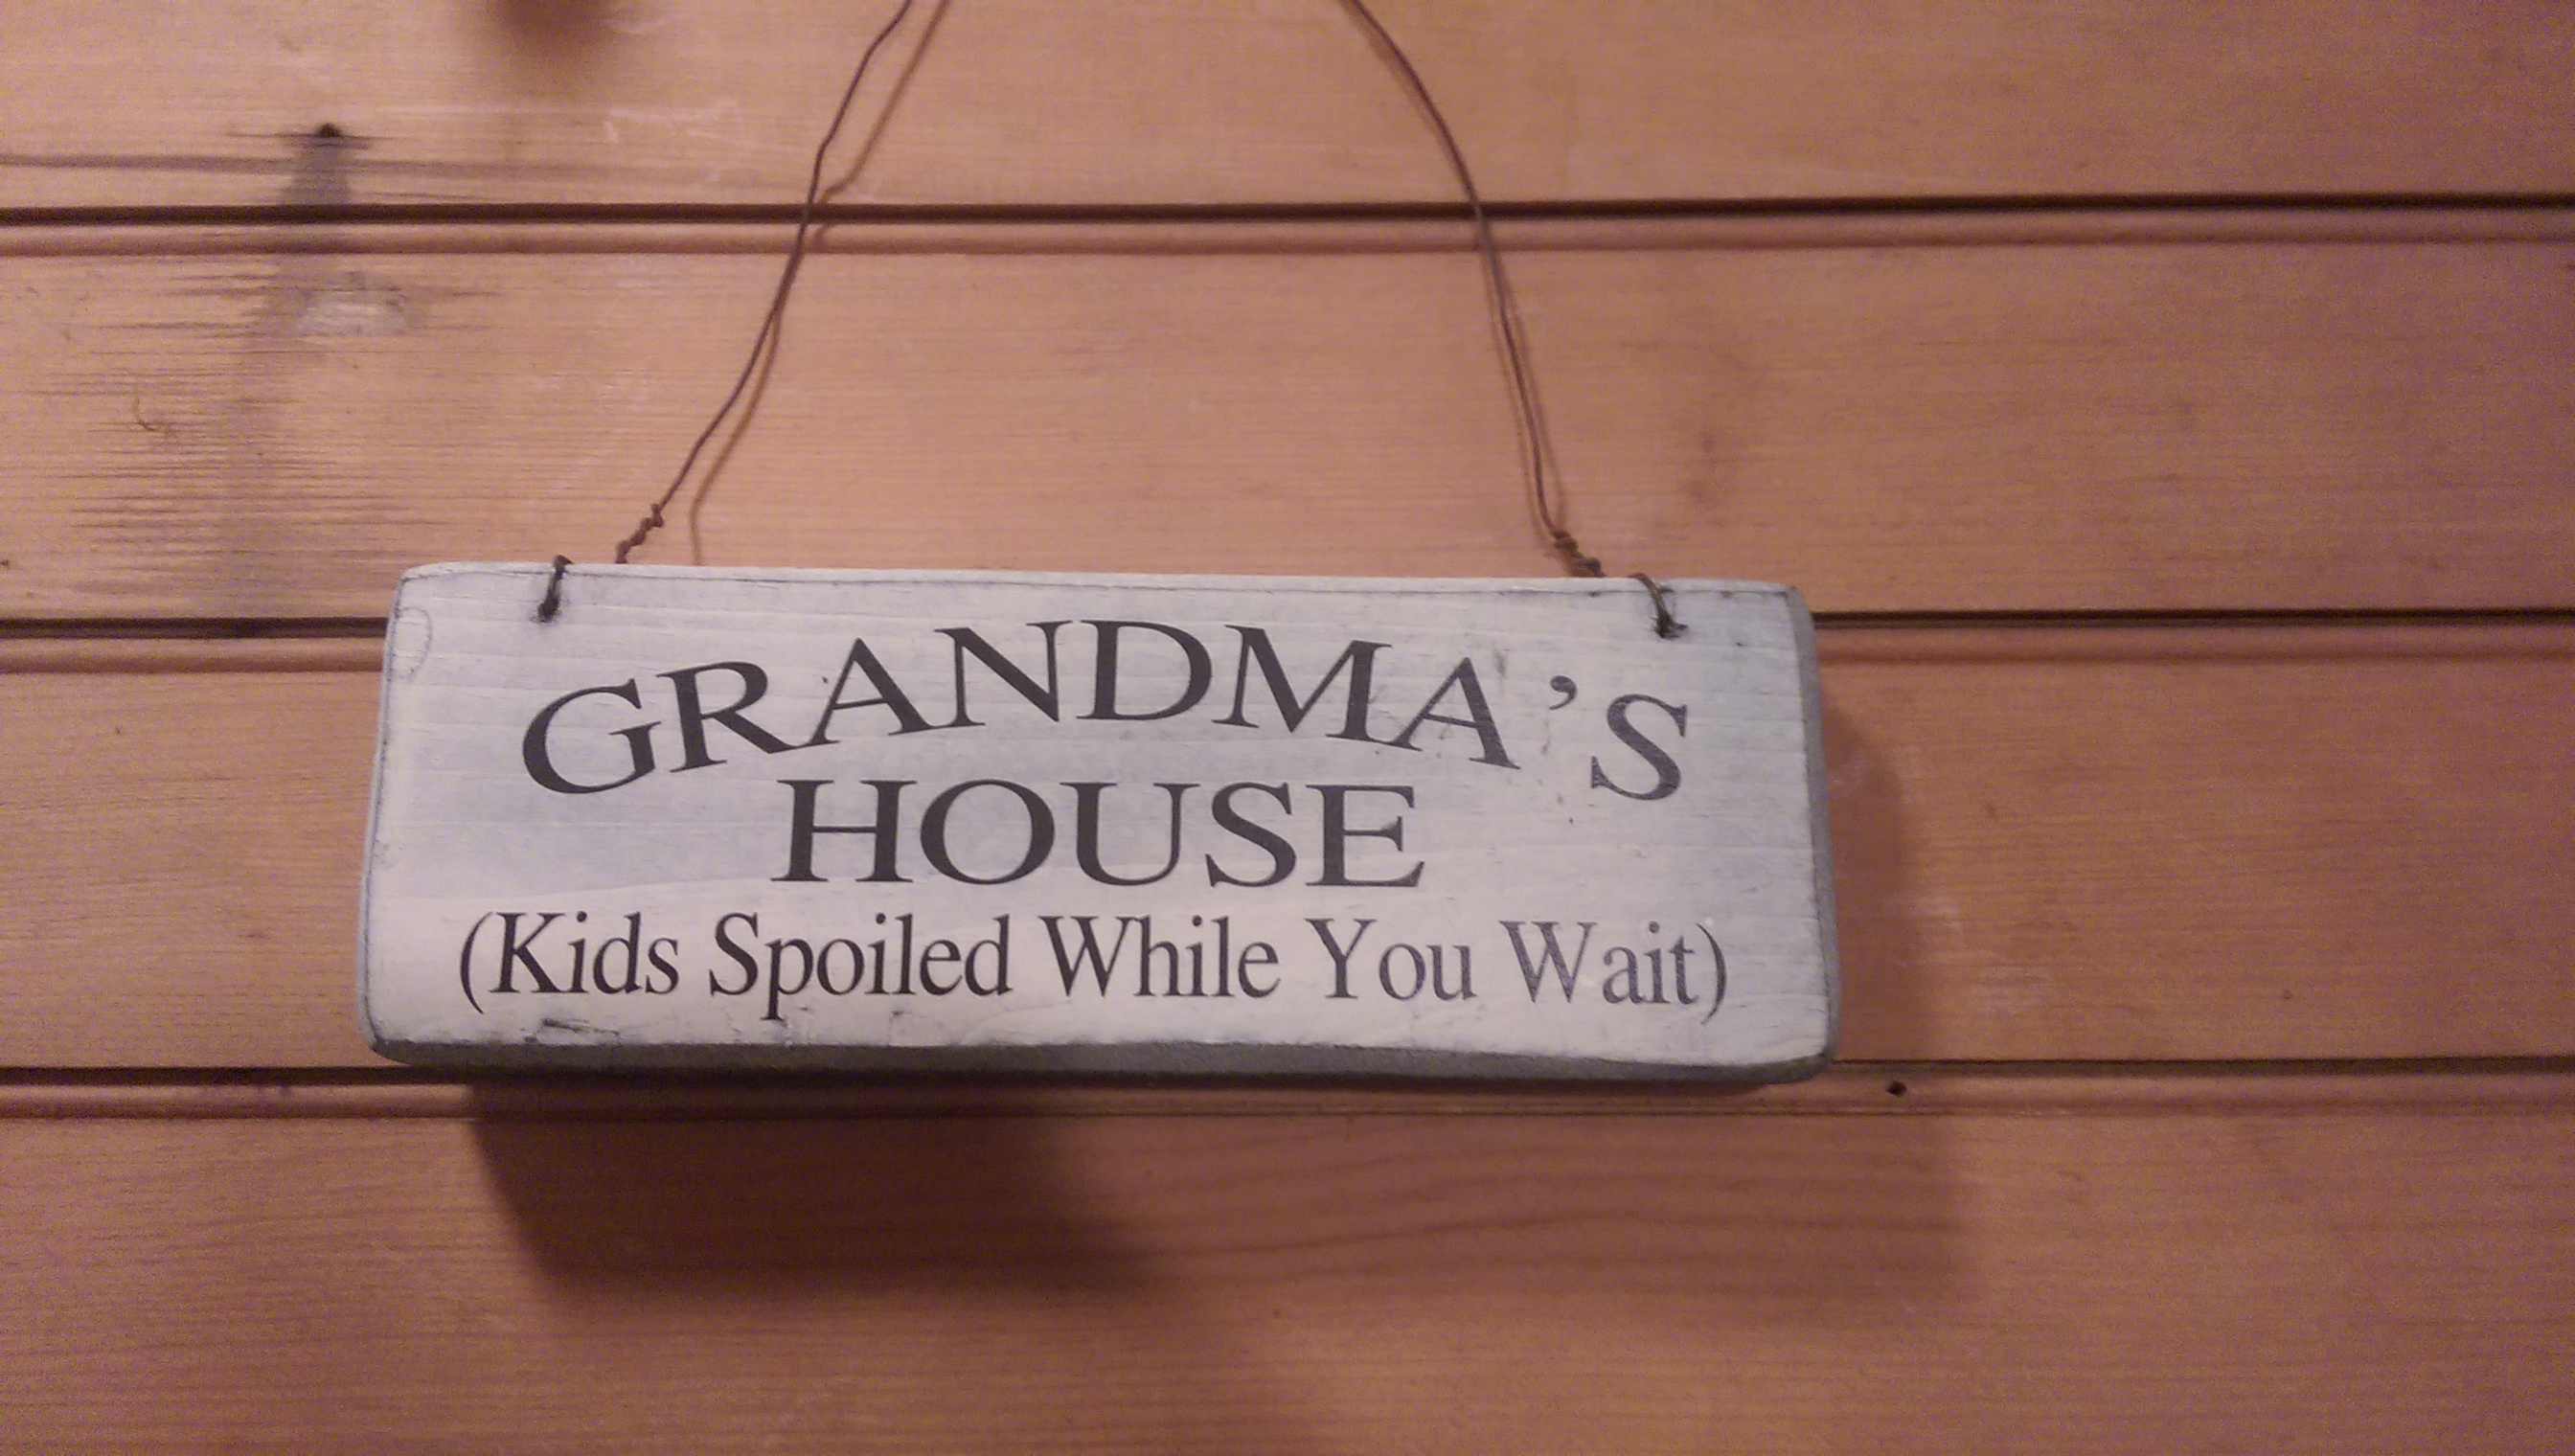 GRANDMA'S
HOUSE
(Kids Spoiled While You Wait)